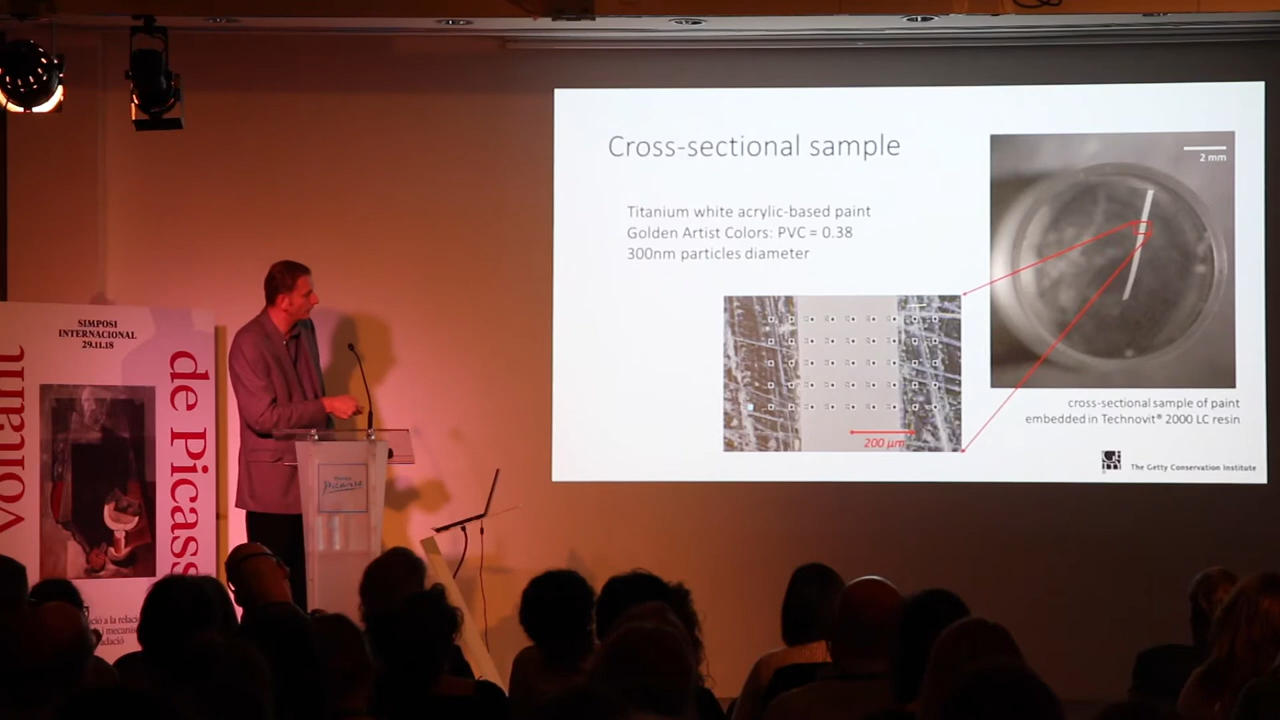 SIMPOSI
INTERNACIONAL
29.11.18
voltant
de Picass
Picasso
Cross-sectional sample
Titanium white acrylic-based paint
Golden Artist Colors: PVC = 0.38
300nm particles diameter
2 mm
200 µm
cross-sectional sample of paint
embedded in Technovit® 2000 LC resin
The Getty Conservation Institute